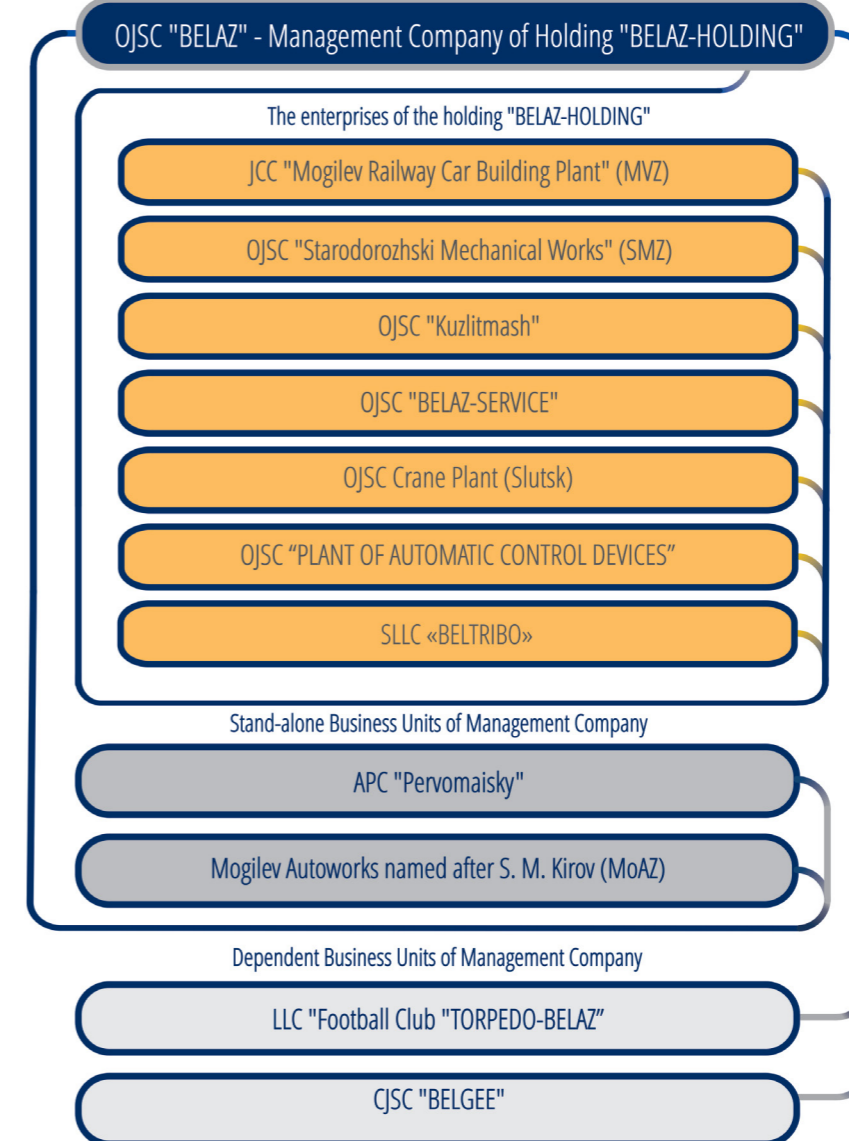 OJSC "BELAZ" - Management Company of Holding "BELAZ-HOLDING"
The enterprises of the holding "BELAZ-HOLDING"
JCC "Mogilev Railway Car Building Plant" (MVZ)
OJSC "Starodorozhski Mechanical Works" (SMZ)
OJSC "Kuzlitmash"
OJSC "BELAZ-SERVICE"
OJSC Crane Plant (Slutsk)
OJSC “PLANT OF AUTOMATIC CONTROL DEVICES”
SLLC «BELTRIBO»
Stand-alone Business Units of Management Company
APC "Pervomaisky"
Mogilev Autoworks named after S. M. Kirov (MoAZ)
Dependent Business Units of Management Company
LLC "Football Club "TORPEDO-BELAZ”
CJSC "BELGEE"